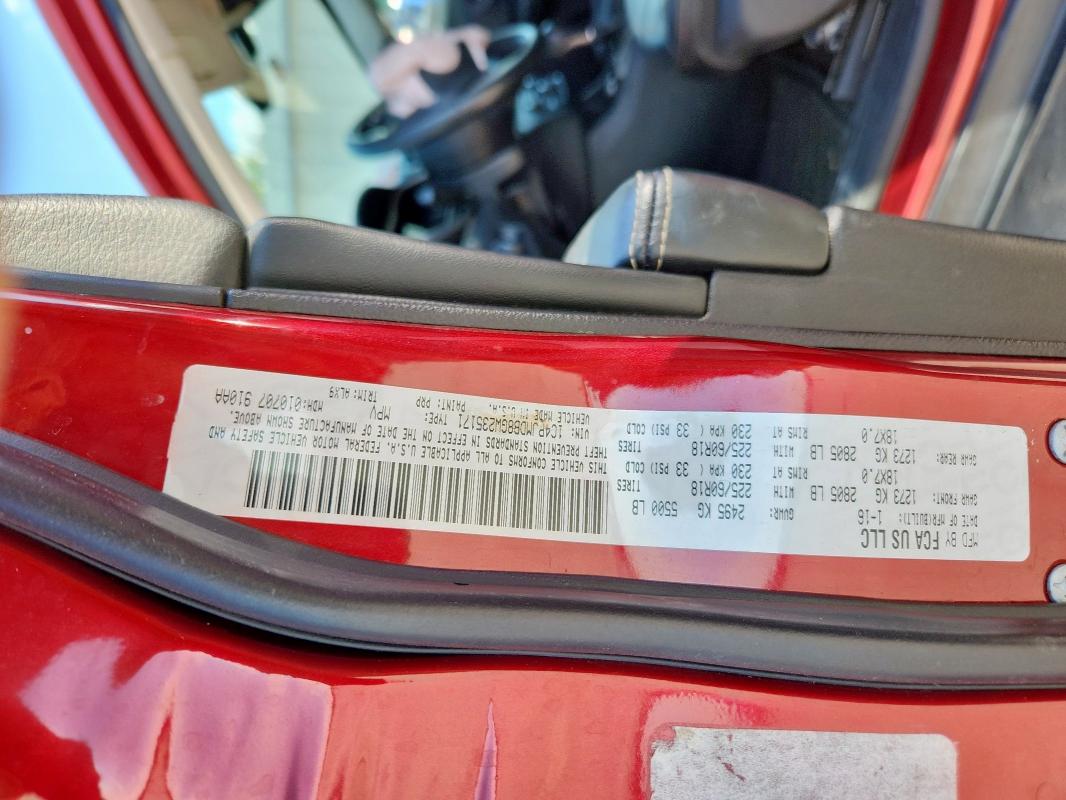 MFD BY FCA US LLC
DATE OF MFR(BUILT): 1-16 GVWR: 2495 KG 5500 LB
GAWR FRONT: 1273 KG 2805 LB WITH TIRES 225/60R18
18X7.0 RIMS AT 230 KPA ( 33 PSI) COLD
GAWR REAR: 1273 KG 2805 LB WITH TIRES 225/60R18
18X7.0 RIMS AT 230 KPA ( 33 PSI) COLD
THIS VEHICLE CONFORMS TO ALL APPLICABLE U.S.A. FEDERAL MOTOR VEHICLE SAFETY AND
THEFT PREVENTION STANDARDS IN EFFECT ON THE DATE OF MANUFACTURE SHOWN ABOVE.
VIN: 1C4PJMDB8GW235171 TYPE: MPV MDH:010707 910AA
VEHICLE MADE IN U.S.A. PAINT: PRP TRIM: ALX9